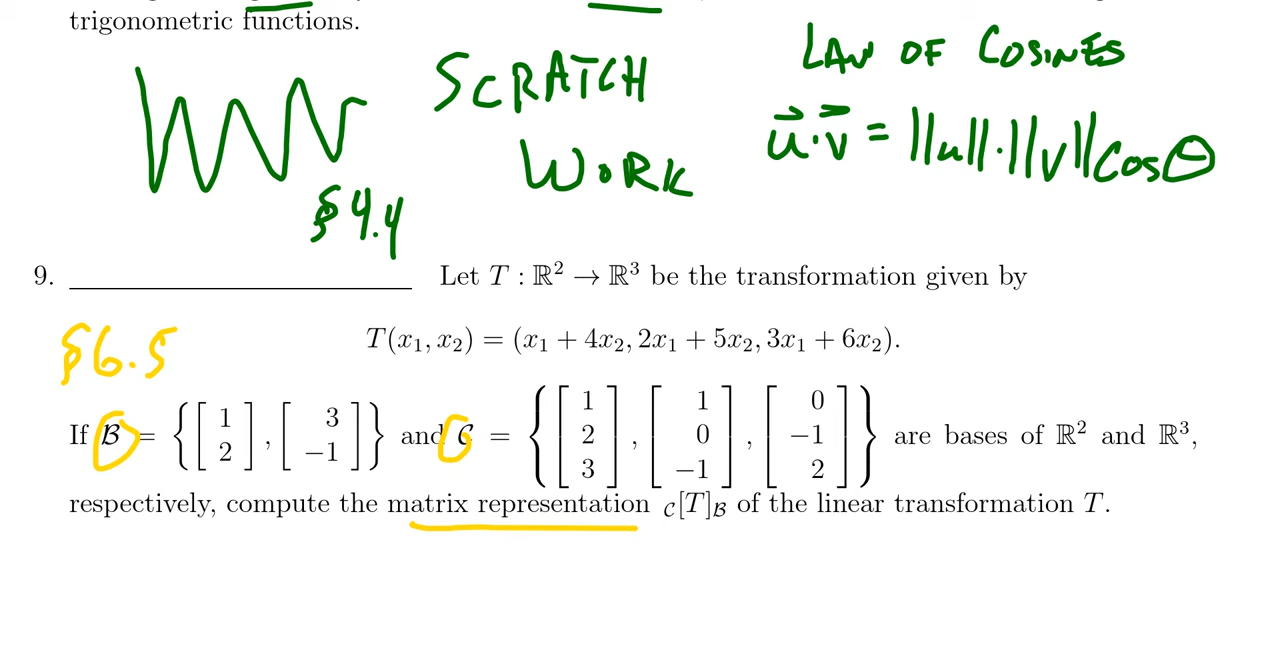 trigonometric functions.
SCRATCH
WORK
§4.4
LAW OF COSINES
u⃗·v⃗ = ||u||·||v||cosθ
9. ____________ Let T : ℝ² → ℝ³ be the transformation given by
§6.5
T(x₁, x₂) = (x₁ + 4x₂, 2x₁ + 5x₂, 3x₁ + 6x₂).
If ℬ = {[1 2], [3 −1]} and 𝒞 = {[1 2 3], [1 0 −1], [0 −1 2]} are bases of ℝ² and ℝ³,
respectively, compute the matrix representation 𝒞[T]ℬ of the linear transformation T.